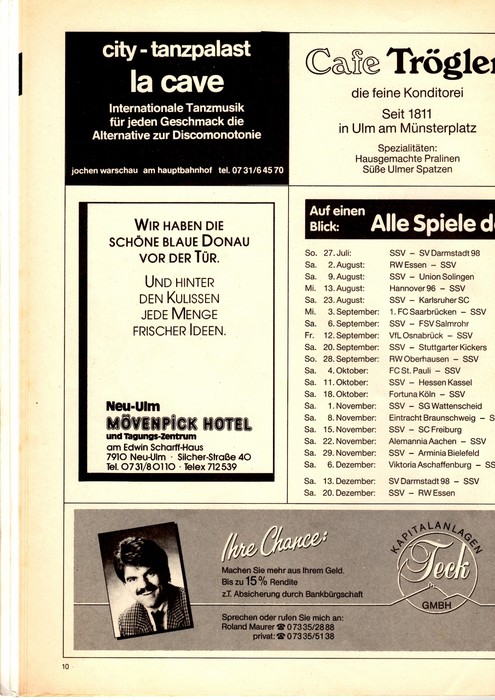 city - tanzpalast
la cave
Internationale Tanzmusik
für jeden Geschmack die
Alternative zur Discomonotonie
jochen warschau am hauptbahnhof tel. 07 31/6 45 70
Cafe Trögler
die feine Konditorei
Seit 1811
in Ulm am Münsterplatz
Spezialitäten:
Hausgemachte Pralinen
Süße Ulmer Spatzen
WIR HABEN DIE
SCHÖNE BLAUE DONAU
VOR DER TÜR.
UND HINTER
DEN KULISSEN
JEDE MENGE
FRISCHER IDEEN.
Neu-Ulm
MÖVENPICK HOTEL
und Tagungs-Zentrum
am Edwin Scharff-Haus
7910 Neu-Ulm · Silcher-Straße 40
Tel. 0731/80110 · Telex 712539
Auf einen
Blick: Alle Spiele de
So. 27. Juli: SSV – SV Darmstadt 98
Sa. 2. August: RW Essen – SSV
Sa. 9. August: SSV – Union Solingen
Mi. 13. August: Hannover 96 – SSV
Sa. 23. August: SSV – Karlsruher SC
Mi. 3. September: 1. FC Saarbrücken – SSV
Sa. 6. September: SSV – FSV Salmrohr
Fr. 12. September: VfL Osnabrück – SSV
Sa. 20. September: SSV – Stuttgarter Kickers
So. 28. September: RW Oberhausen – SSV
Sa. 4. Oktober: FC St. Pauli – SSV
Sa. 11. Oktober: SSV – Hessen Kassel
Sa. 18. Oktober: Fortuna Köln – SSV
Sa. 1. November: SSV – SG Wattenscheid
Sa. 8. November: Eintracht Braunschweig – S
Sa. 15. November: SSV – SC Freiburg
Sa. 22. November: Alemannia Aachen – SSV
Sa. 29. November: SSV – Arminia Bielefeld
Sa. 6. Dezember: Viktoria Aschaffenburg – SS
Sa. 13. Dezember: SV Darmstadt 98 – SSV
Sa. 20. Dezember: SSV – RW Essen
Ihre Chance:
Machen Sie mehr aus Ihrem Geld.
Bis zu 15% Rendite
z.T. Absicherung durch Bankbürgschaft
Sprechen oder rufen Sie mich an:
Roland Maurer ☎ 0 73 35/28 88
privat: ☎ 0 73 35/51 38
KAPITALANLAGEN
Teck
GMBH
10